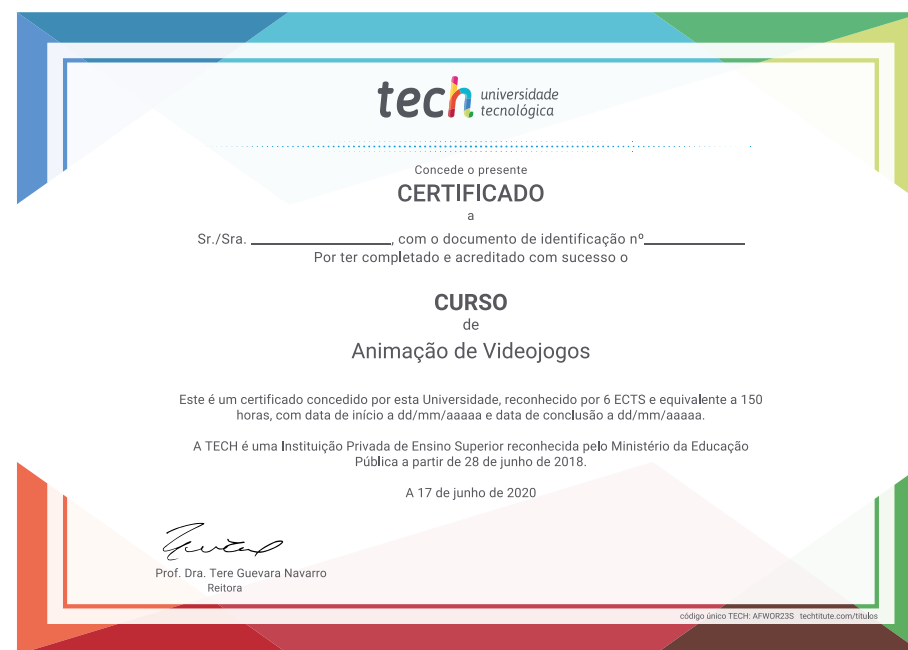 tech universidade
tecnológica
Concede o presente
CERTIFICADO
a
Sr./Sra. ____________________, com o documento de identificação nº______________
Por ter completado e acreditado com sucesso o
CURSO
de
Animação de Videojogos
Este é um certificado concedido por esta Universidade, reconhecido por 6 ECTS e equivalente a 150
horas, com data de início a dd/mm/aaaaa e data de conclusão a dd/mm/aaaaa.
A TECH é uma Instituição Privada de Ensino Superior reconhecida pelo Ministério da Educação
Pública a partir de 28 de junho de 2018.
A 17 de junho de 2020
Prof. Dra. Tere Guevara Navarro
Reitora
código único TECH: AFWOR23S techtitute.com/titulos